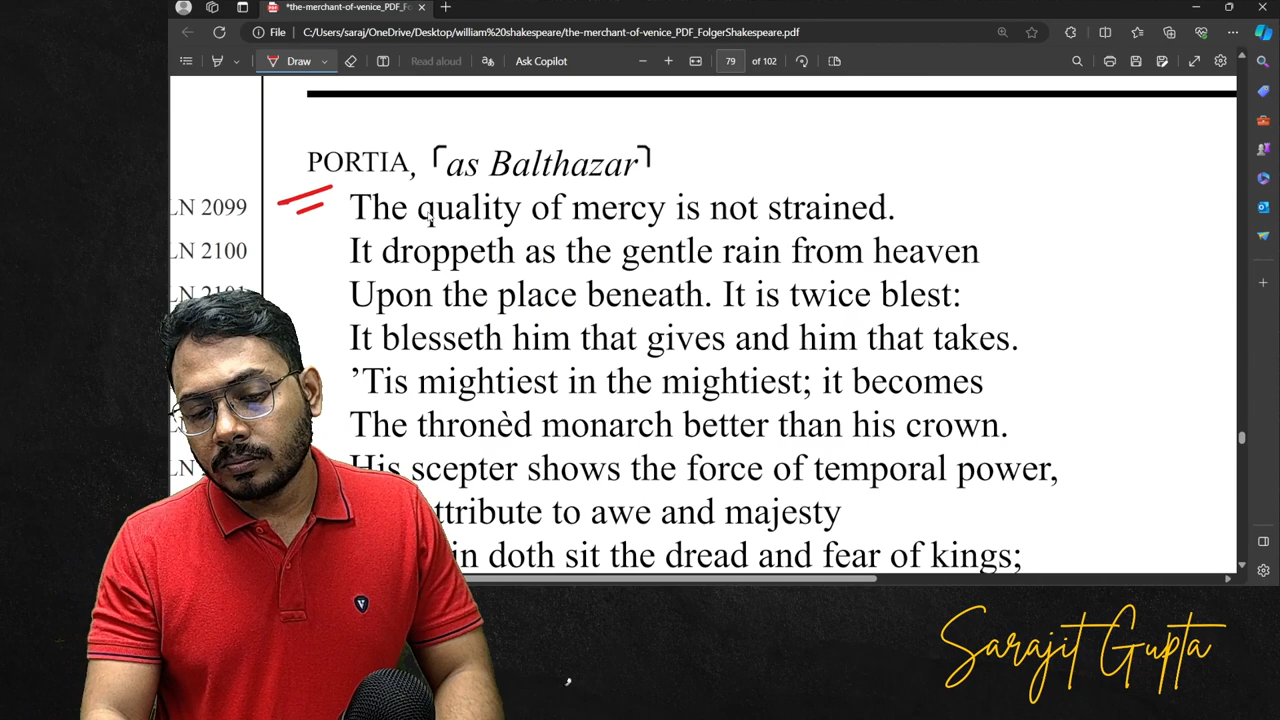 *the-merchant-of-venice_PDF_Fo
File C:/Users/saraj/OneDrive/Desktop/william%20shakespeare/the-merchant-of-venice_PDF_FolgerShakespeare.pdf
Draw Read aloud Ask Copilot 79 of 102
PORTIA, ⌜as Balthazar⌝
LN 2099 The quality of mercy is not strained.
LN 2100 It droppeth as the gentle rain from heaven
LN 2101 Upon the place beneath. It is twice blest:
It blesseth him that gives and him that takes.
’Tis mightiest in the mightiest; it becomes
The thronèd monarch better than his crown.
LN His scepter shows the force of temporal power,
ttribute to awe and majesty
in doth sit the dread and fear of kings;
Sarajit Gupta